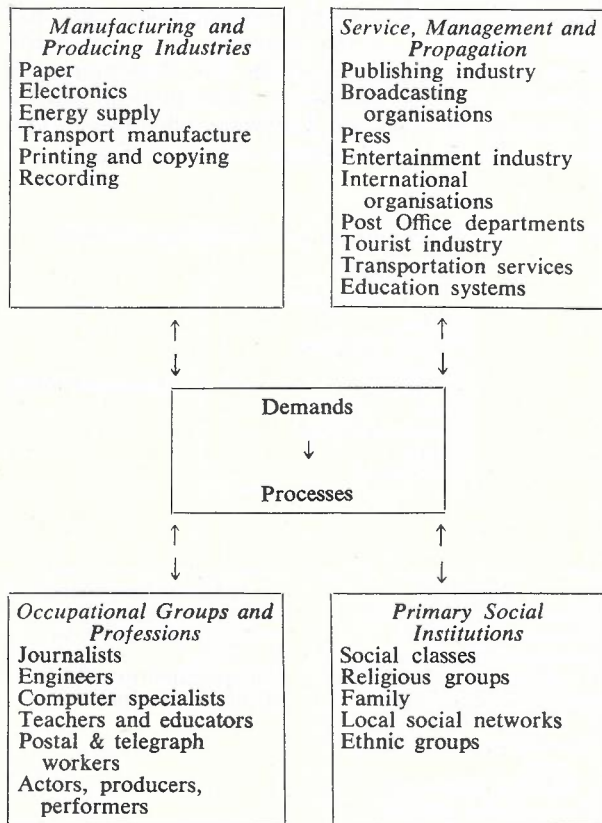 Manufacturing and
Producing Industries
Paper
Electronics
Energy supply
Transport manufacture
Printing and copying
Recording
Service, Management and
Propagation
Publishing industry
Broadcasting
organisations
Press
Entertainment industry
International
organisations
Post Office departments
Tourist industry
Transportation services
Education systems
Demands
↓
Processes
Occupational Groups and
Professions
Journalists
Engineers
Computer specialists
Teachers and educators
Postal & telegraph
workers
Actors, producers,
performers
Primary Social
Institutions
Social classes
Religious groups
Family
Local social networks
Ethnic groups